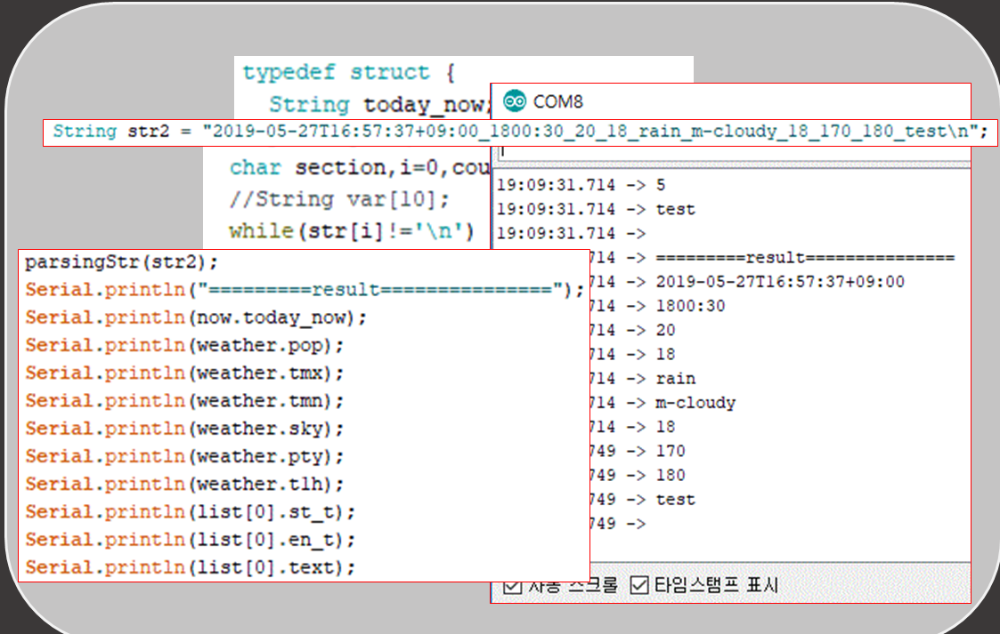 typedef struct {
String today_now;
COM8
String str2 = "2019-05-27T16:57:37+09:00_1800:30_20_18_rain_m-cloudy_18_170_180_test\n";
char section,i=0,cou
//String var[10];
while(str[i]!='\n')
parsingStr(str2);
Serial.println("=========result===============");
Serial.println(now.today_now);
Serial.println(weather.pop);
Serial.println(weather.tmx);
Serial.println(weather.tmn);
Serial.println(weather.sky);
Serial.println(weather.pty);
Serial.println(weather.tlh);
Serial.println(list[0].st_t);
Serial.println(list[0].en_t);
Serial.println(list[0].text);
19:09:31.714 -> 5
19:09:31.714 -> test
19:09:31.714 ->
714 -> =========result===============
714 -> 2019-05-27T16:57:37+09:00
714 -> 1800:30
714 -> 20
714 -> 18
714 -> rain
714 -> m-cloudy
714 -> 18
749 -> 170
749 -> 180
749 -> test
749 ->
자동 스크롤 타임스탬프 표시